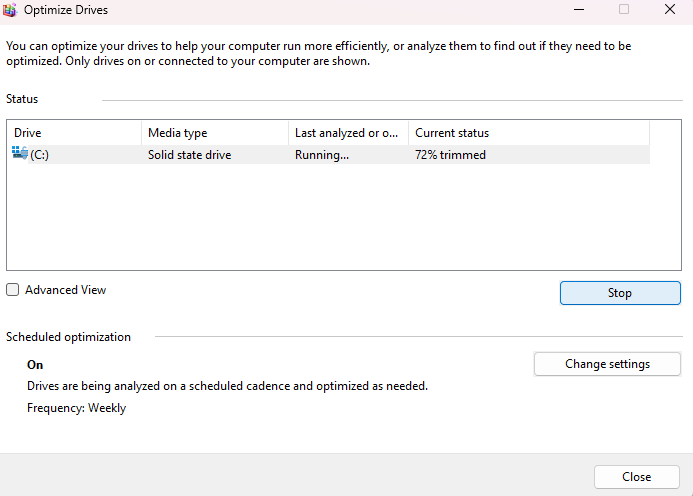 Optimize Drives
You can optimize your drives to help your computer run more efficiently, or analyze them to find out if they need to be
optimized. Only drives on or connected to your computer are shown.
Status
Drive Media type Last analyzed or o... Current status
(C:) Solid state drive Running... 72% trimmed
Advanced View
Stop
Scheduled optimization
On
Change settings
Drives are being analyzed on a scheduled cadence and optimized as needed.
Frequency: Weekly
Close